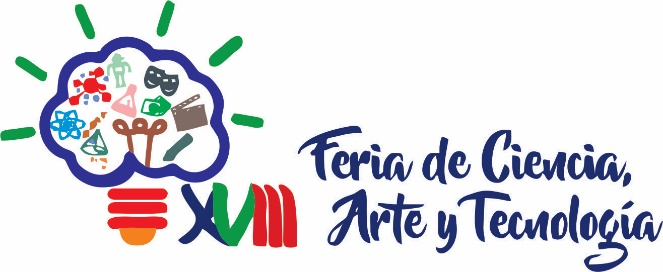 XVIII
Feria de Ciencia,
Arte y Tecnología